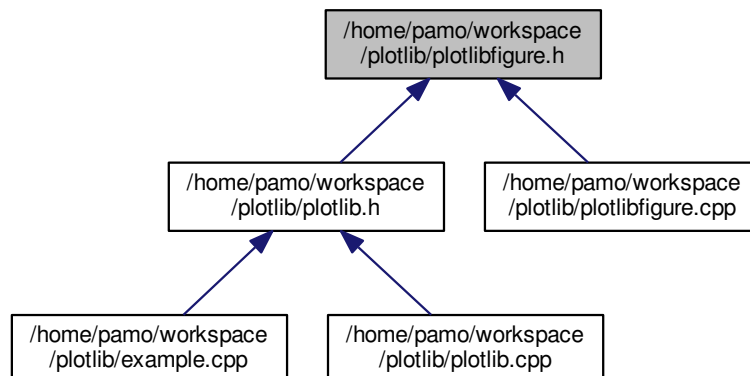 /home/pamo/workspace
/plotlib/plotlibfigure.h
/home/pamo/workspace
/plotlib/plotlib.h
/home/pamo/workspace
/plotlib/plotlibfigure.cpp
/home/pamo/workspace
/plotlib/example.cpp
/home/pamo/workspace
/plotlib/plotlib.cpp